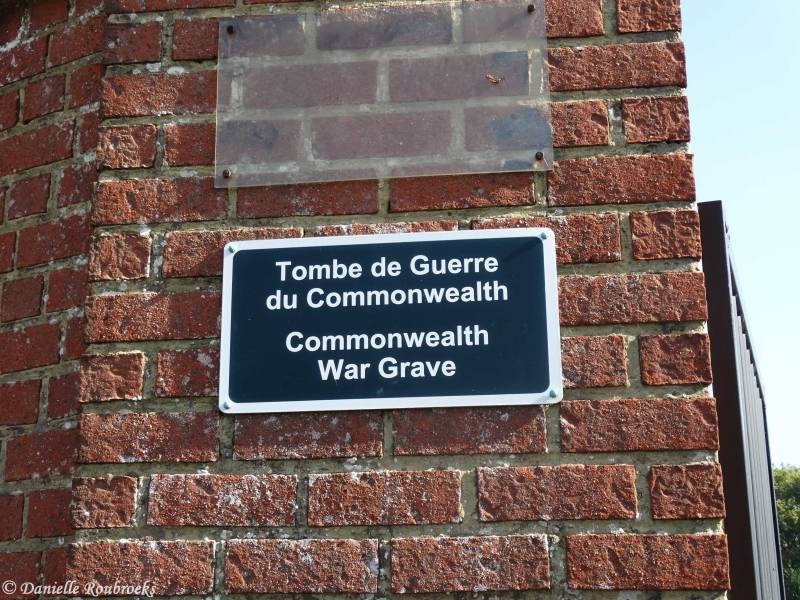 Tombe de Guerre
du Commonwealth
Commonwealth
War Grave
© Danielle Roubroeks